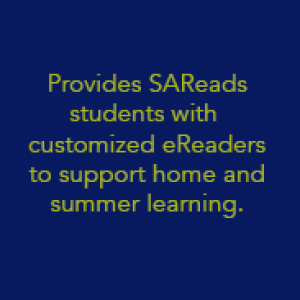 Provides SAReads
students with
customized eReaders
to support home and
summer learning.